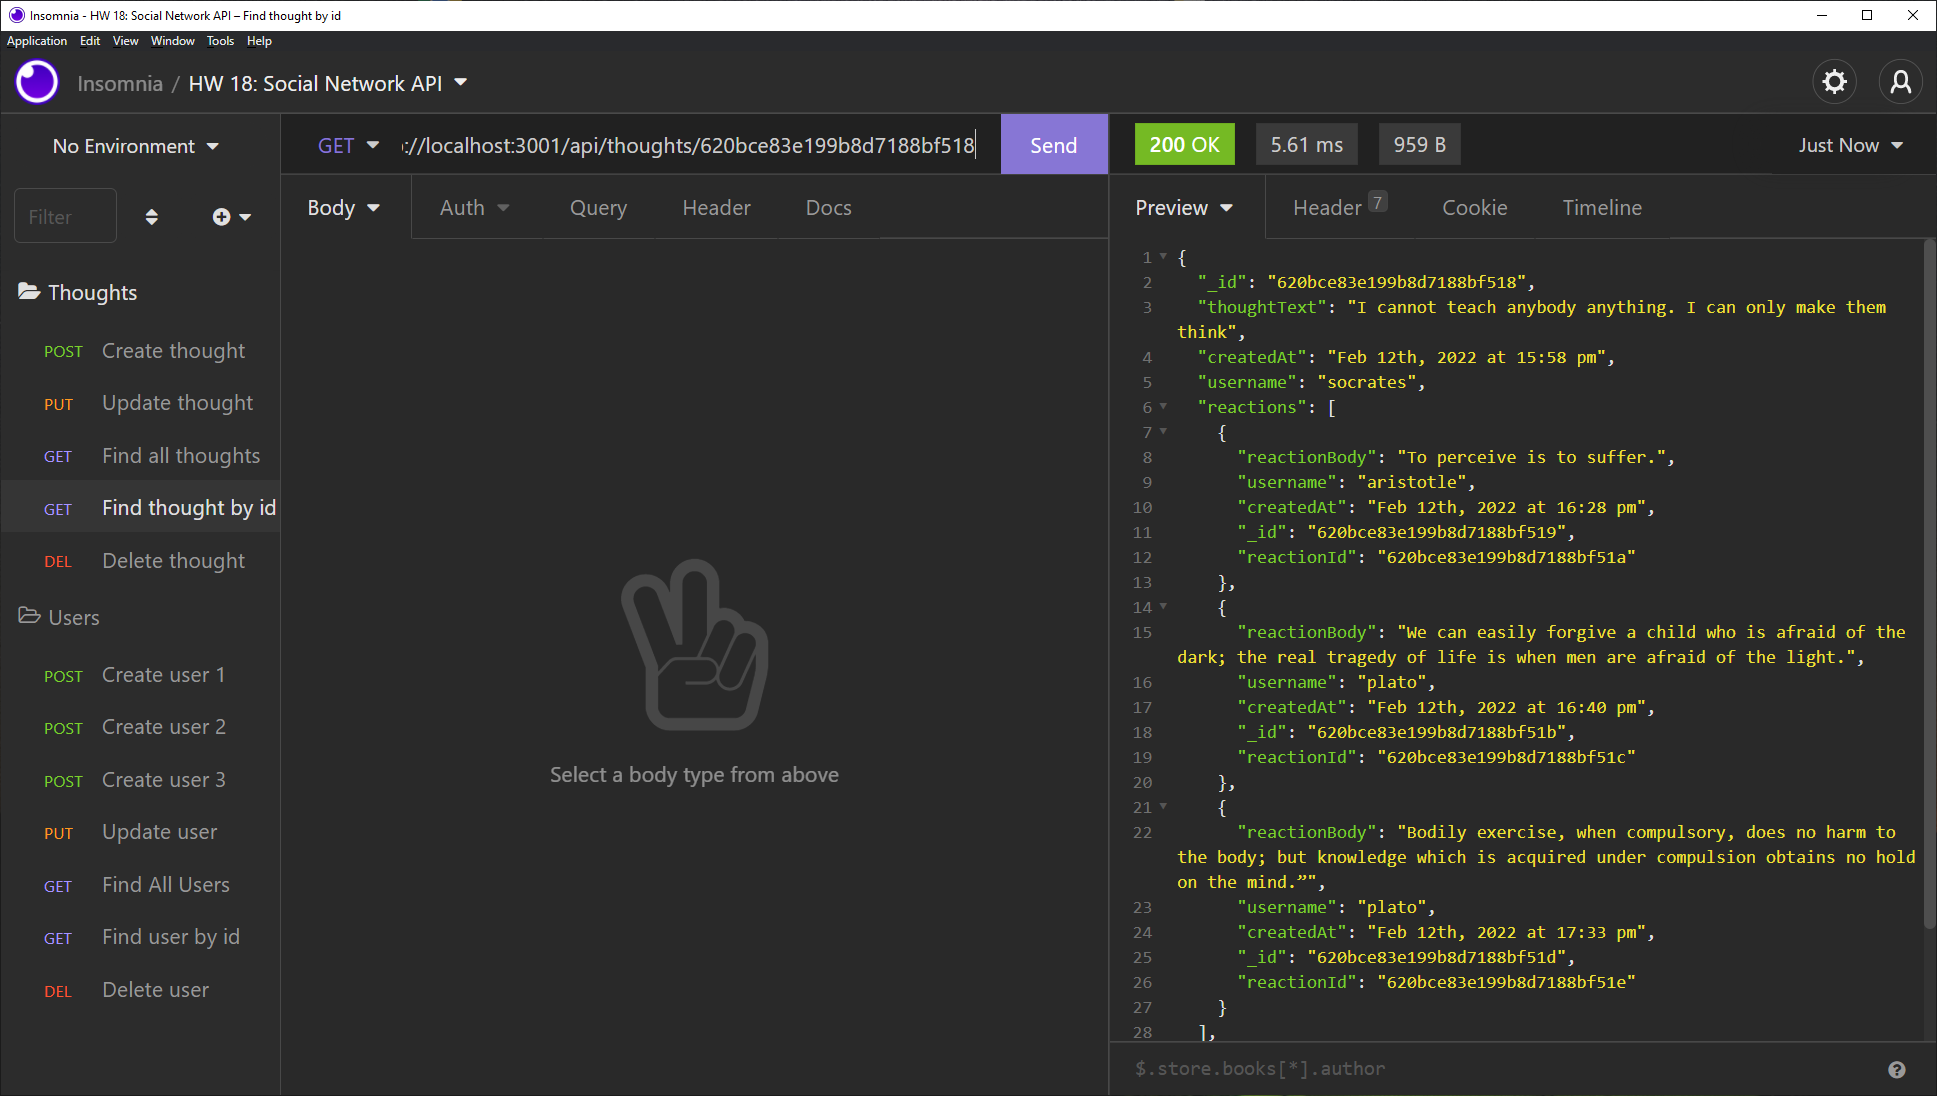 Insomnia - HW 18: Social Network API – Find thought by id
Application Edit View Window Tools Help
Insomnia / HW 18: Social Network API
No Environment
Filter
Thoughts
POST Create thought
PUT Update thought
GET Find all thoughts
GET Find thought by id
DEL Delete thought
Users
POST Create user 1
POST Create user 2
POST Create user 3
PUT Update user
GET Find All Users
GET Find user by id
DEL Delete user
GET ://localhost:3001/api/thoughts/620bce83e199b8d7188bf518 Send
Body Auth Query Header Docs
Select a body type from above
200 OK 5.61 ms 959 B Just Now
Preview Header 7 Cookie Timeline
1 {
2 "_id": "620bce83e199b8d7188bf518",
3 "thoughtText": "I cannot teach anybody anything. I can only make them
think",
4 "createdAt": "Feb 12th, 2022 at 15:58 pm",
5 "username": "socrates",
6 "reactions": [
7 {
8 "reactionBody": "To perceive is to suffer.",
9 "username": "aristotle",
10 "createdAt": "Feb 12th, 2022 at 16:28 pm",
11 "_id": "620bce83e199b8d7188bf519",
12 "reactionId": "620bce83e199b8d7188bf51a"
13 },
14 {
15 "reactionBody": "We can easily forgive a child who is afraid of the
dark; the real tragedy of life is when men are afraid of the light.",
16 "username": "plato",
17 "createdAt": "Feb 12th, 2022 at 16:40 pm",
18 "_id": "620bce83e199b8d7188bf51b",
19 "reactionId": "620bce83e199b8d7188bf51c"
20 },
21 {
22 "reactionBody": "Bodily exercise, when compulsory, does no harm to
the body; but knowledge which is acquired under compulsion obtains no hold
on the mind.”",
23 "username": "plato",
24 "createdAt": "Feb 12th, 2022 at 17:33 pm",
25 "_id": "620bce83e199b8d7188bf51d",
26 "reactionId": "620bce83e199b8d7188bf51e"
27 }
28 ],
$.store.books[*].author